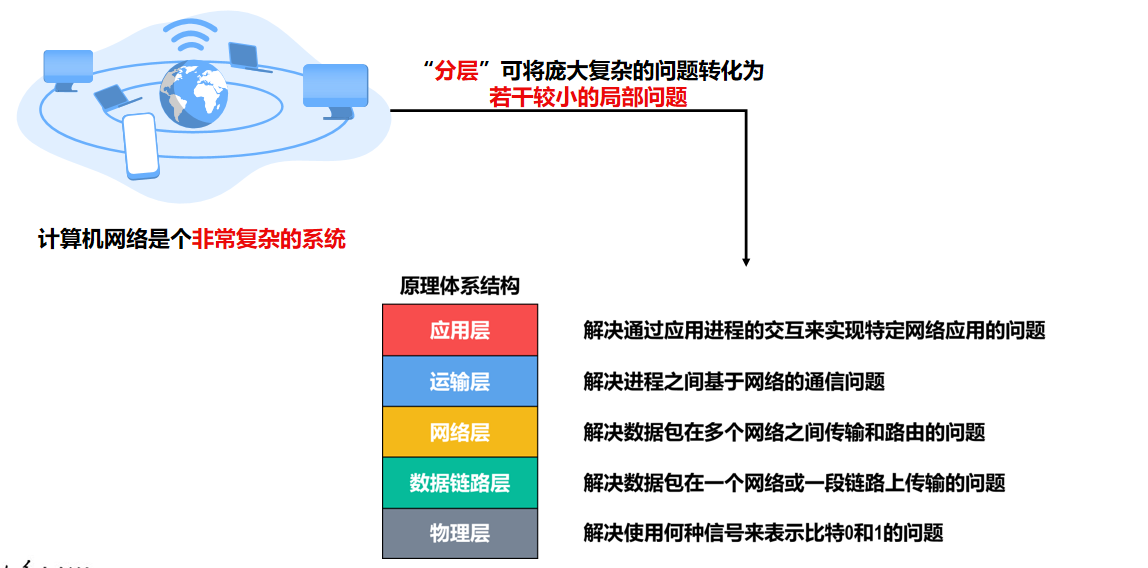 “分层”可将庞大复杂的问题转化为
若干较小的局部问题
计算机网络是个非常复杂的系统
原理体系结构
应用层 解决通过应用进程的交互来实现特定网络应用的问题
运输层 解决进程之间基于网络的通信问题
网络层 解决数据包在多个网络之间传输和路由的问题
数据链路层 解决数据包在一个网络或一段链路上传输的问题
物理层 解决使用何种信号来表示比特0和1的问题